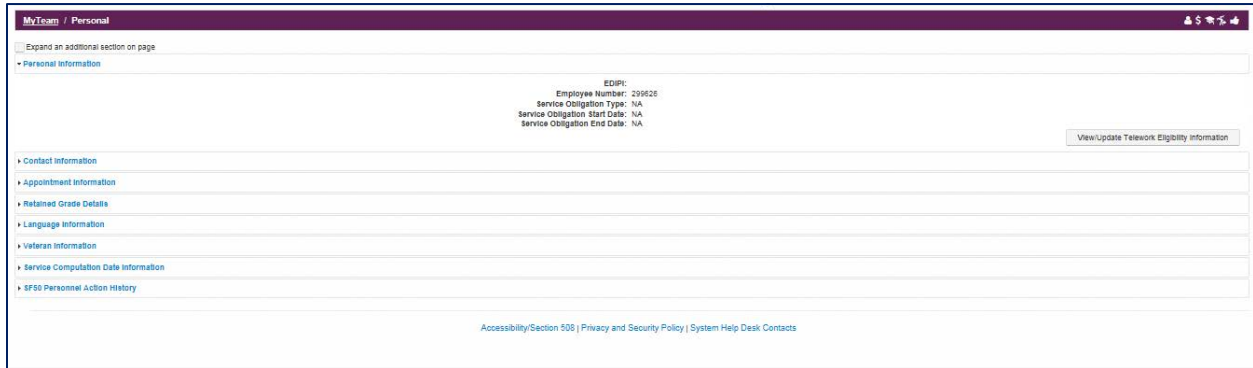 MyTeam / Personal
Expand an additional section on page
Personal Information
EDIPI:
Employee Number: 299526
Service Obligation Type: NA
Service Obligation Start Date: NA
Service Obligation End Date: NA
View/Update Telework Eligibility Information
Contact Information
Appointment Information
Retained Grade Details
Language Information
Veteran Information
Service Computation Date Information
SF50 Personnel Action History
Accessibility/Section 508 | Privacy and Security Policy | System Help Desk Contacts